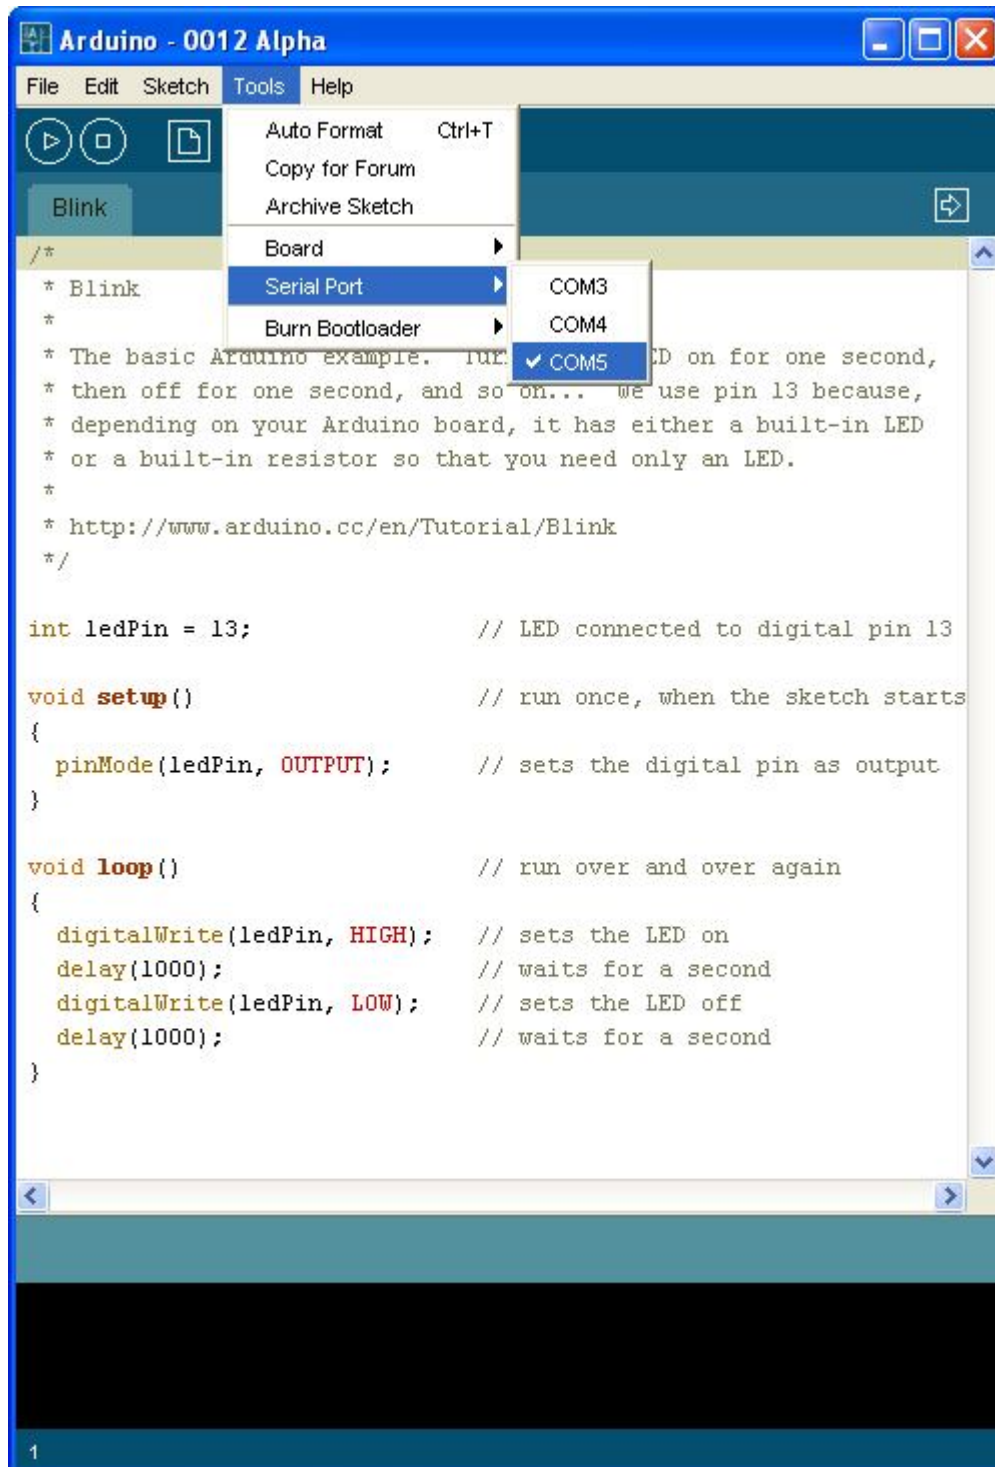 Arduino - 0012 Alpha
File Edit Sketch Tools Help
Auto Format Ctrl+T
Copy for Forum
Archive Sketch
Board
Serial Port
Burn Bootloader
COM3
COM4
✓ COM5
Blink
/*
* Blink
*
* The basic Arduino example. D on for one second,
* then off for one second, and so on... We use pin 13 because,
* depending on your Arduino board, it has either a built-in LED
* or a built-in resistor so that you need only an LED.
*
* http://www.arduino.cc/en/Tutorial/Blink
*/
int ledPin = 13; // LED connected to digital pin 13
void setup() // run once, when the sketch starts
{
pinMode(ledPin, OUTPUT); // sets the digital pin as output
}
void loop() // run over and over again
{
digitalWrite(ledPin, HIGH); // sets the LED on
delay(1000); // waits for a second
digitalWrite(ledPin, LOW); // sets the LED off
delay(1000); // waits for a second
}
1